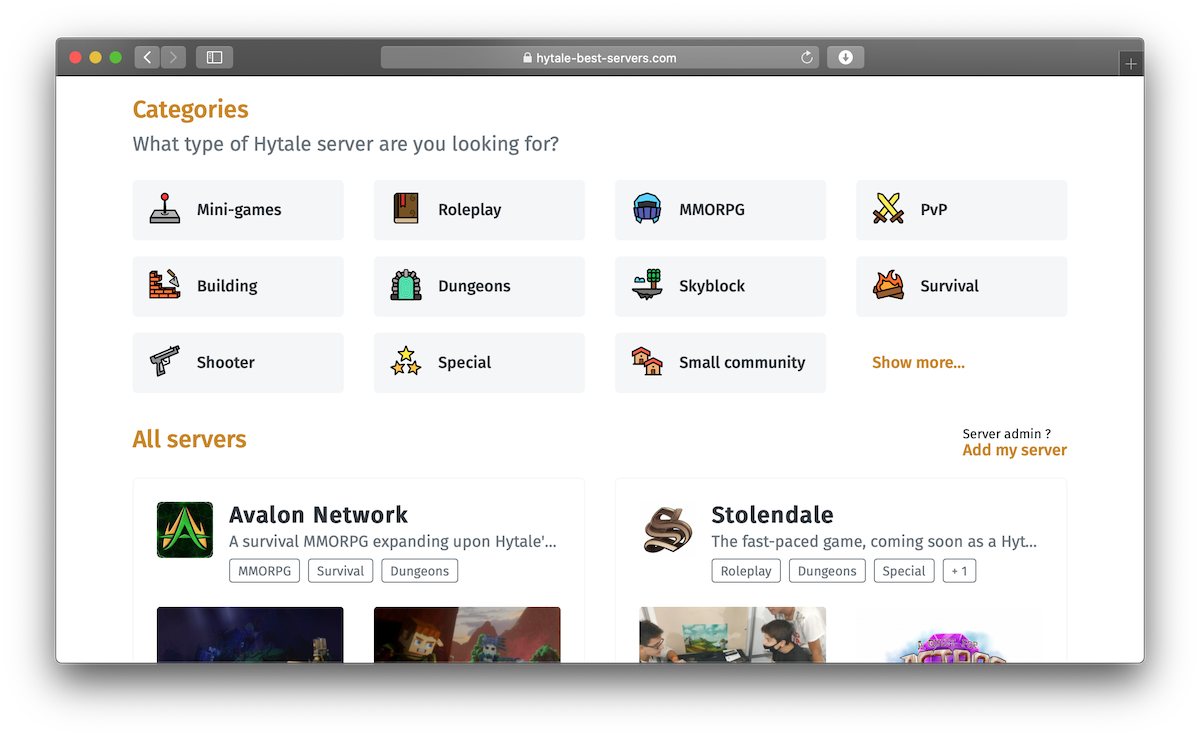 hytale-best-servers.com
Categories
What type of Hytale server are you looking for?
Mini-games
Roleplay
MMORPG
PvP
Building
Dungeons
Skyblock
Survival
Shooter
Special
Small community
Show more...
All servers
Server admin ?
Add my server
Avalon Network
A survival MMORPG expanding upon Hytale'...
MMORPG
Survival
Dungeons
Stolendale
The fast-paced game, coming soon as a Hyt...
Roleplay
Dungeons
Special
+ 1